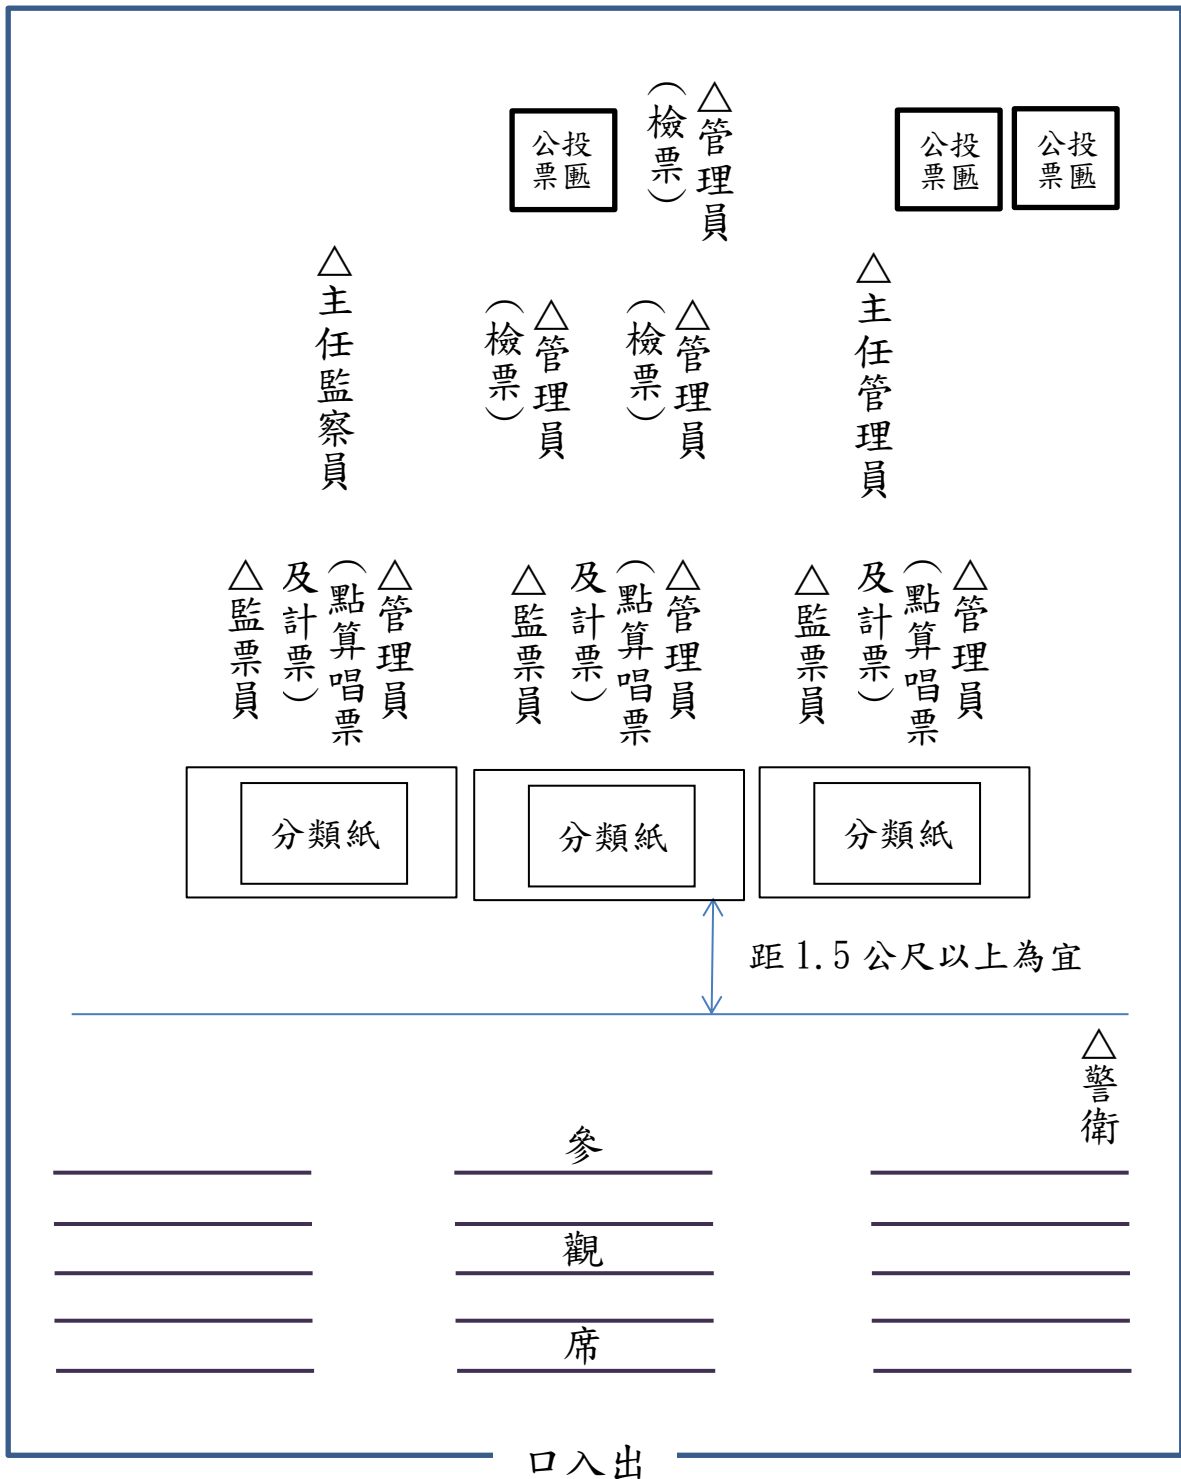 公投
票匭
△管理員
（檢票）
公投
票匭
公投
票匭
△主任監察員
△管理員
（檢票）
△管理員
（檢票）
△主任管理員
△管理員
（點算唱票
及計票）
△監票員
△管理員
（點算唱票
及計票）
△監票員
△管理員
（點算唱票
及計票）
△監票員
分類紙
分類紙
分類紙
距1.5公尺以上為宜
△警衛
參觀席
口入出